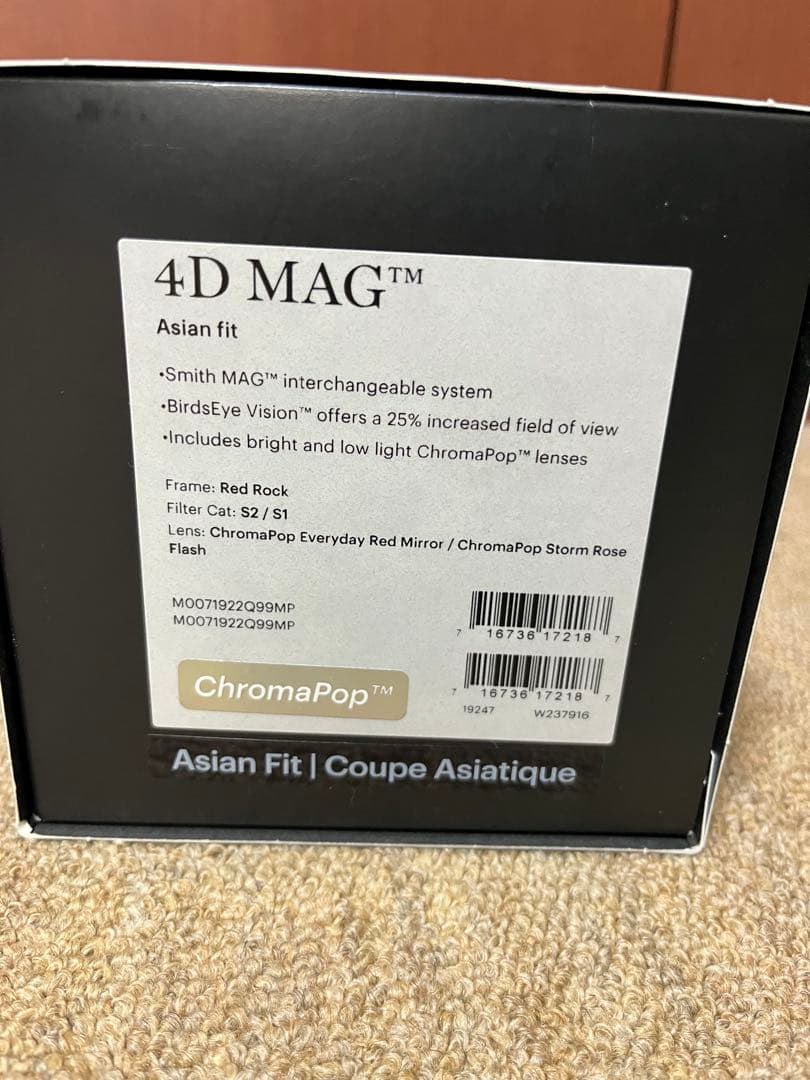 4D MAG™
Asian fit
•Smith MAG™ interchangeable system
•BirdsEye Vision™ offers a 25% increased field of view
•Includes bright and low light ChromaPop™ lenses
Frame: Red Rock
Filter Cat: S2 / S1
Lens: ChromaPop Everyday Red Mirror / ChromaPop Storm Rose
Flash
M0071922Q99MP
M0071922Q99MP
7 16736 17218 7
7 16736 17218 7
19247 W237916
ChromaPop™
Asian Fit | Coupe Asiatique